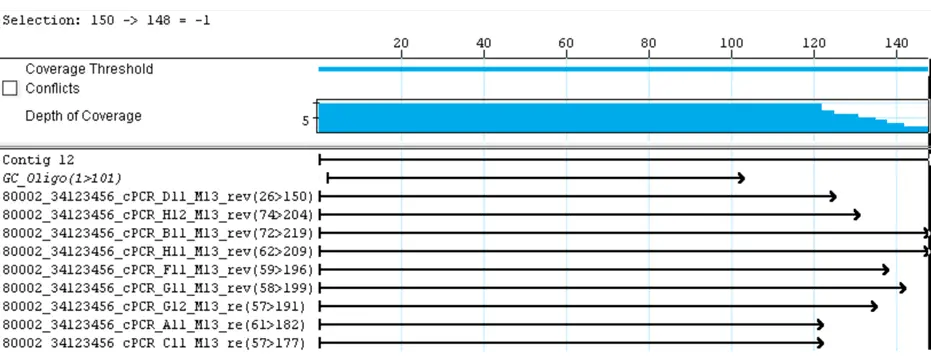 Selection: 150 -> 148 = -1
20 40 60 80 100 120 140
Coverage Threshold
Conflicts
Depth of Coverage
5
Contig 12
GC_Oligo(1>101)
80002_34123456_cPCR_D11_M13_rev(26>150)
80002_34123456_cPCR_H12_M13_rev(74>204)
80002_34123456_cPCR_B11_M13_rev(72>219)
80002_34123456_cPCR_H11_M13_rev(62>209)
80002_34123456_cPCR_F11_M13_rev(59>196)
80002_34123456_cPCR_G11_M13_rev(58>199)
80002_34123456_cPCR_G12_M13_re(57>191)
80002_34123456_cPCR_A11_M13_re(61>182)
80002_34123456_cPCR_C11_M13_re(57>177)